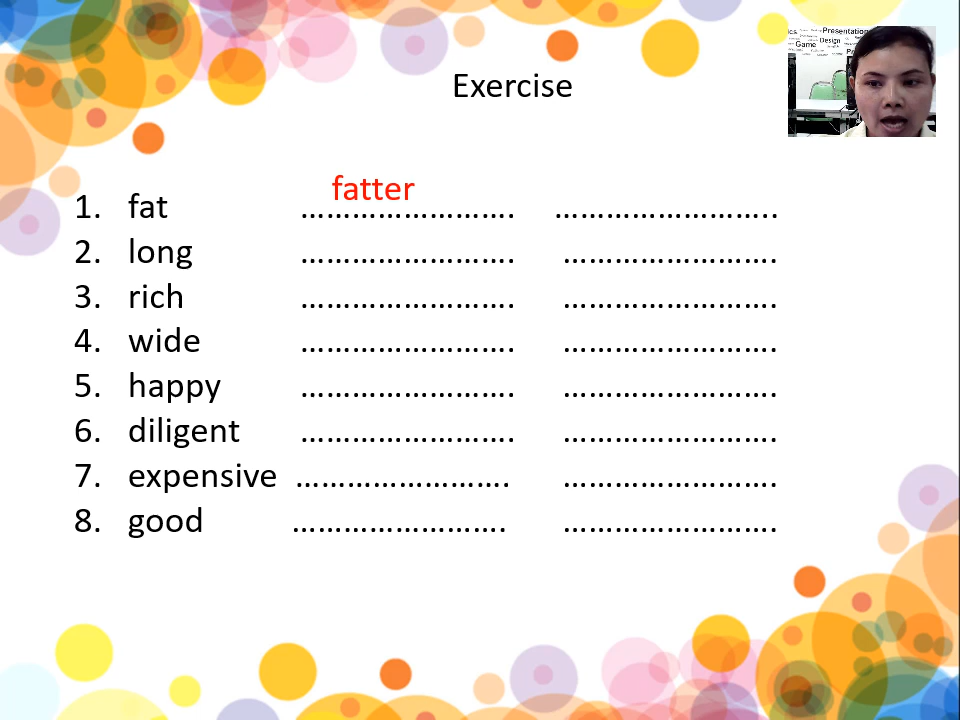 Presentation
Design
Game
Exercise
fatter
1. fat ……………………. ……………………..
2. long ……………………. …………………….
3. rich ……………………. …………………….
4. wide ……………………. …………………….
5. happy ……………………. …………………….
6. diligent ……………………. …………………….
7. expensive ……………………. …………………….
8. good ……………………. …………………….